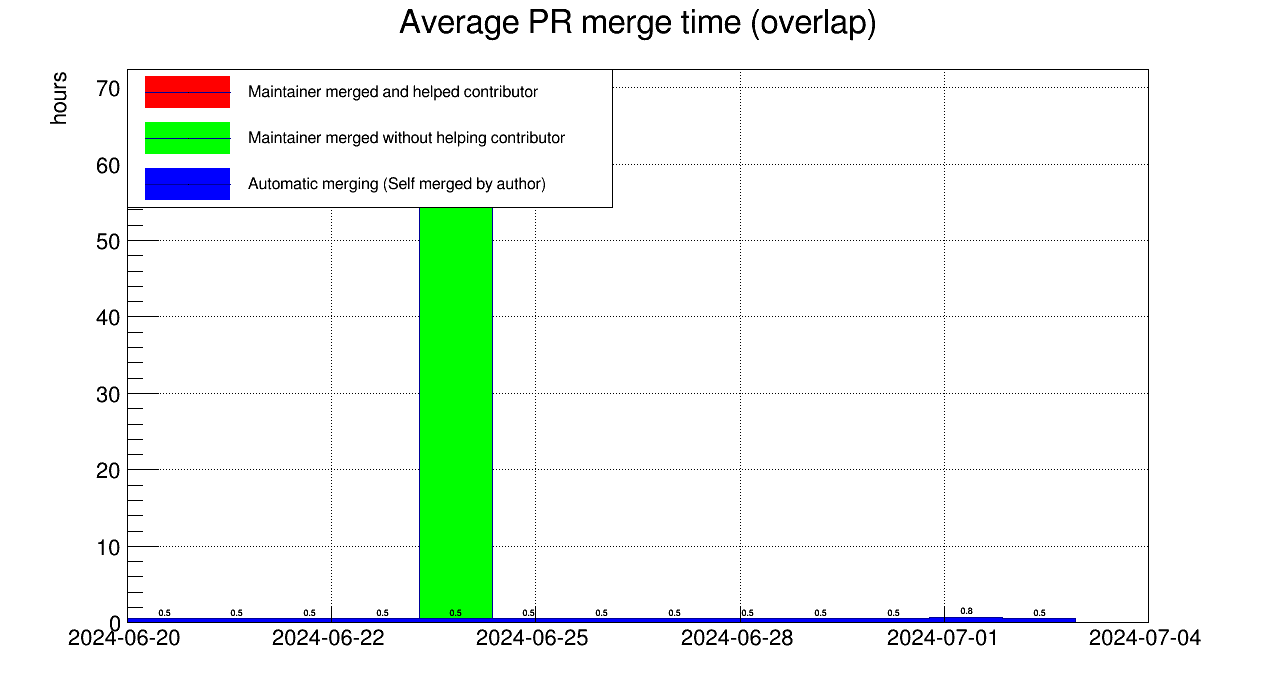 Average PR merge time (overlap)
hours
70
60
50
40
30
20
10
0
Maintainer merged and helped contributor
Maintainer merged without helping contributor
Automatic merging (Self merged by author)
0.5 0.5 0.5 0.5 0.5 0.5 0.5 0.5 0.5 0.5 0.5 0.8 0.5
2024-06-20 2024-06-22 2024-06-25 2024-06-28 2024-07-01 2024-07-04